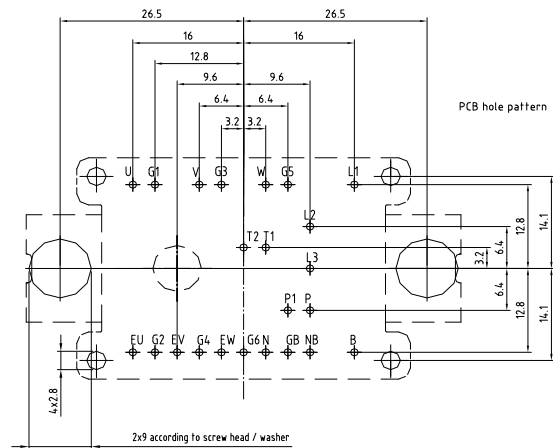 26.5 26.5
16 16
12.8
9.6 9.6
6.4 6.4
3.2 3.2
PCB hole pattern
U G1 V G3 W G5 L1
L2
T2 T1
L3
3.2 6.4 12.8 14.1
6.4 12.8 14.1
P1 P
EU G2 EV G4 EW G6 N GB NB B
4x2.8
2x9 according to screw head / washer